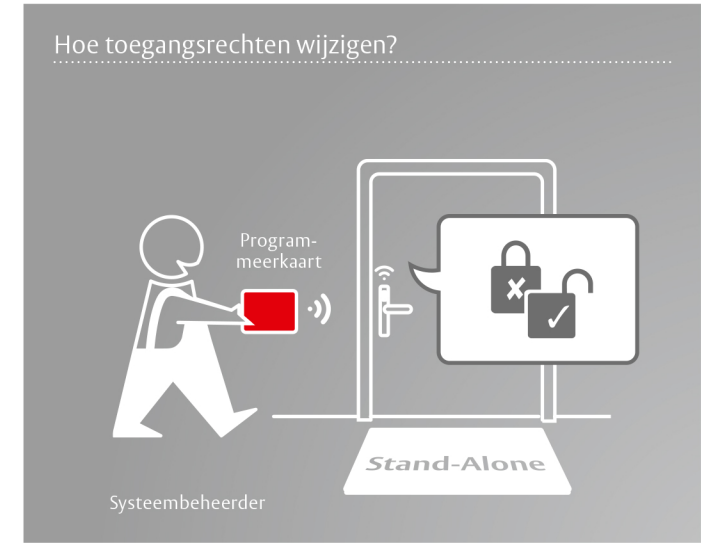 Hoe toegangsrechten wijzigen?
Program-
meerkaart
Stand-Alone
Systeembeheerder